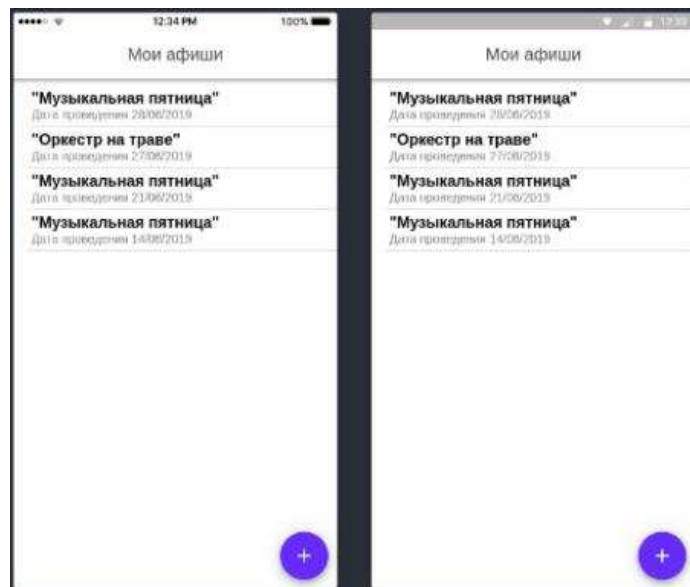 12:34 PM
100%
Мои афиши
"Музыкальная пятница"
Дата проведения 28/06/2019
"Оркестр на траве"
Дата проведения 27/06/2019
"Музыкальная пятница"
Дата проведения 21/06/2019
"Музыкальная пятница"
Дата проведения 14/06/2019
+
Мои афиши
"Музыкальная пятница"
Дата проведения 28/06/2019
"Оркестр на траве"
Дата проведения 27/06/2019
"Музыкальная пятница"
Дата проведения 21/06/2019
"Музыкальная пятница"
Дата проведения 14/06/2019
+